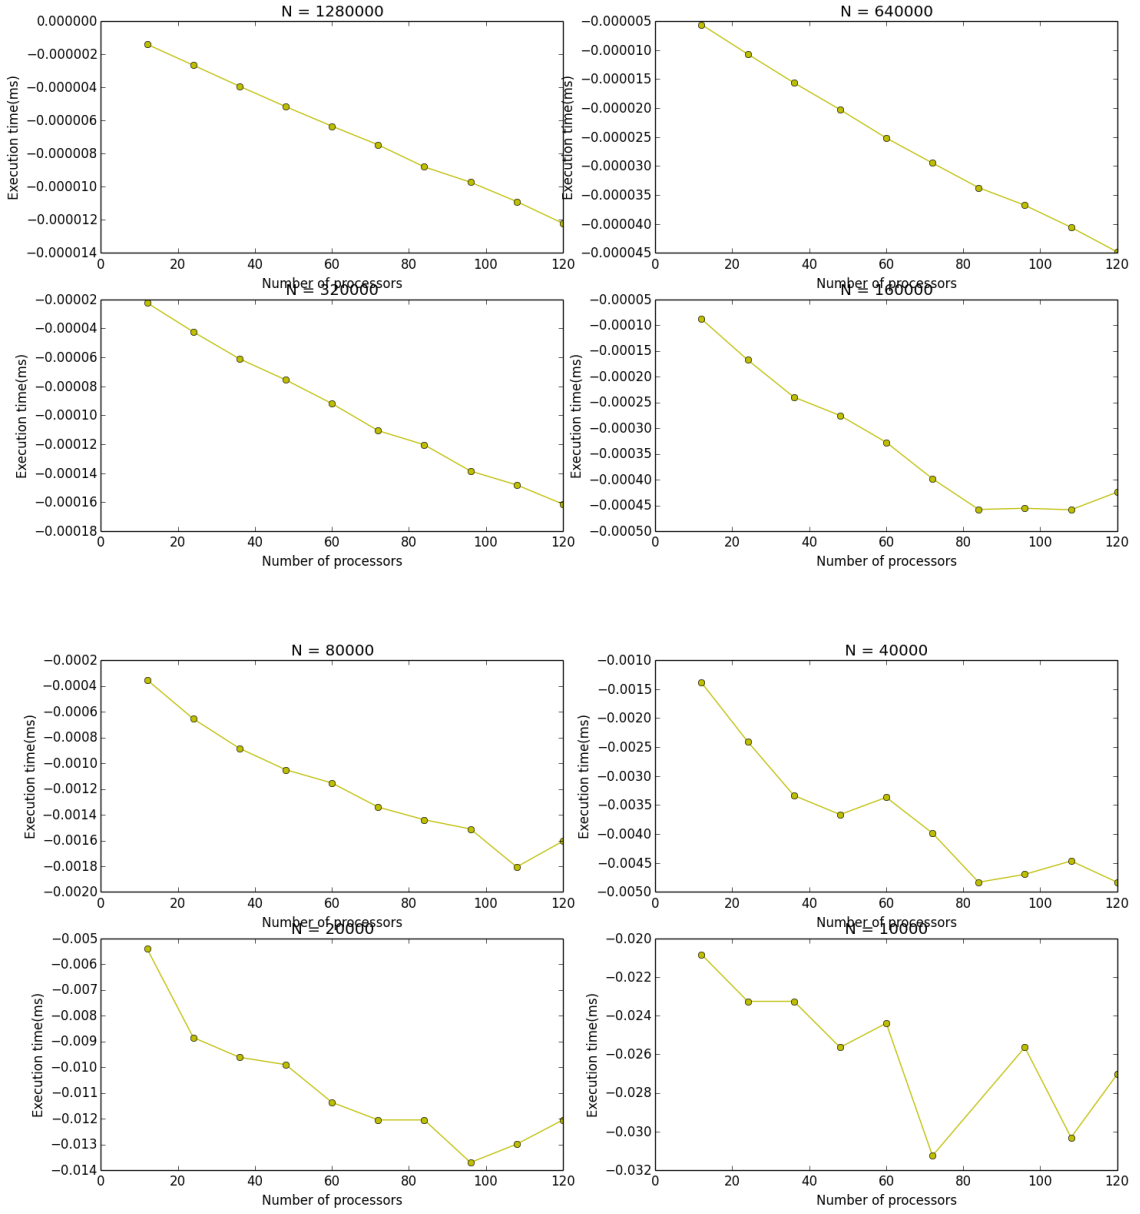 N = 1280000
Execution time(ms)
0.000000
−0.000002
−0.000004
−0.000006
−0.000008
−0.000010
−0.000012
−0.000014
0 20 40 60 80 100 120
Number of processors
N = 640000
Execution time(ms)
−0.000005
−0.000010
−0.000015
−0.000020
−0.000025
−0.000030
−0.000035
−0.000040
−0.000045
0 20 40 60 80 100 120
Number of processors
N = 320000
Execution time(ms)
−0.00002
−0.00004
−0.00006
−0.00008
−0.00010
−0.00012
−0.00014
−0.00016
−0.00018
0 20 40 60 80 100 120
Number of processors
N = 160000
Execution time(ms)
−0.00005
−0.00010
−0.00015
−0.00020
−0.00025
−0.00030
−0.00035
−0.00040
−0.00045
−0.00050
0 20 40 60 80 100 120
Number of processors
N = 80000
Execution time(ms)
−0.0002
−0.0004
−0.0006
−0.0008
−0.0010
−0.0012
−0.0014
−0.0016
−0.0018
−0.0020
0 20 40 60 80 100 120
Number of processors
N = 40000
Execution time(ms)
−0.0010
−0.0015
−0.0020
−0.0025
−0.0030
−0.0035
−0.0040
−0.0045
−0.0050
0 20 40 60 80 100 120
Number of processors
N = 20000
Execution time(ms)
−0.005
−0.006
−0.007
−0.008
−0.009
−0.010
−0.011
−0.012
−0.013
−0.014
0 20 40 60 80 100 120
Number of processors
N = 10000
Execution time(ms)
−0.020
−0.022
−0.024
−0.026
−0.028
−0.030
−0.032
0 20 40 60 80 100 120
Number of processors